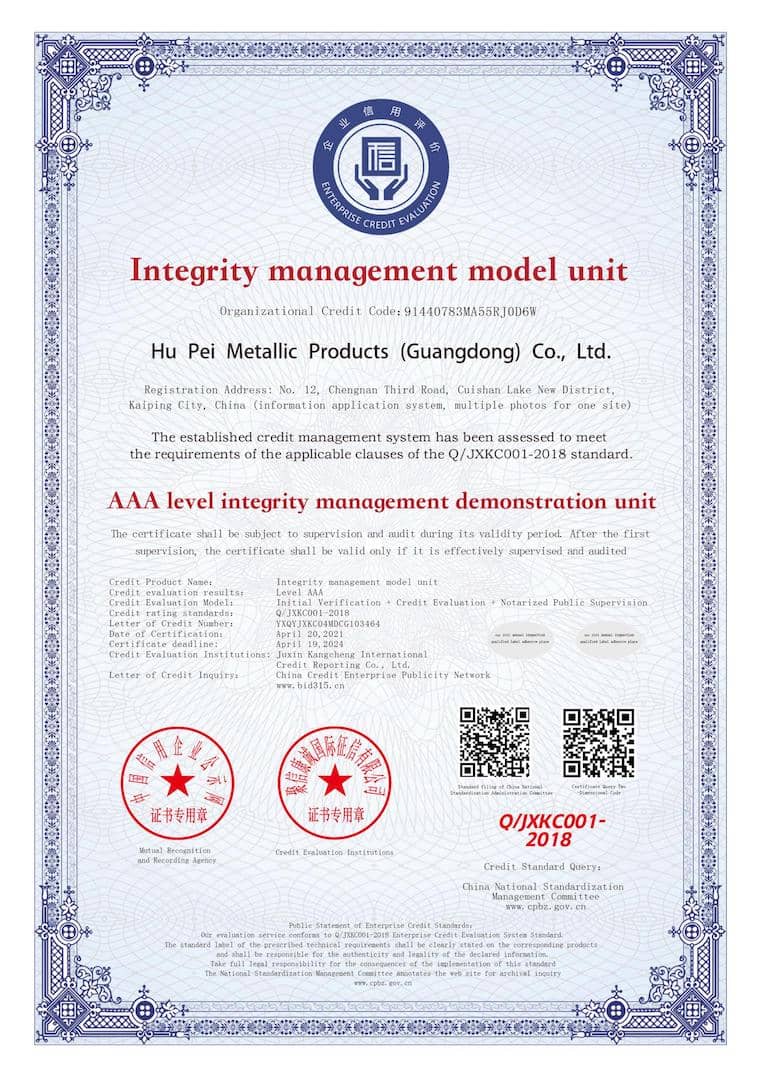 企业信用评价
信
ENTERPRISE CREDIT EVALUATION
Integrity management model unit
Organizational Credit Code:91440783MA55RJ0D6W
Hu Pei Metallic Products (Guangdong) Co., Ltd.
Registration Address: No. 12, Chengnan Third Road, Cuishan Lake New District,
Kaiping City, China (information application system, multiple photos for one site)
The established credit management system has been assessed to meet
the requirements of the applicable clauses of the Q/JXKC001-2018 standard.
AAA level integrity management demonstration unit
The certificate shall be subject to supervision and audit during its validity period. After the first
supervision, the certificate shall be valid only if it is effectively supervised and audited
Credit Product Name: Integrity management model unit
Credit evaluation results: Level AAA
Credit Evaluation Model: Initial Verification + Credit Evaluation + Notarized Public Supervision
Credit rating standards: Q/JXKC001-2018
Letter of Credit Number: YXQYJXKC04MDCG103464
Date of Certification: April 20,2021
Certificate deadline: April 19,2024
Credit Evaluation Institutions: Juxin Kangcheng International
Credit Reporting Co., Ltd.
Letter of Credit Inquiry: China Credit Enterprise Publicity Network
www.bid315.cn
annual inspection
qualified label adhesive place
annual inspection
qualified label adhesive place
中国信用企业公示网
证书专用章
聚信康诚国际征信有限公司
证书专用章
Mutual Recognition
and Recording Agency
Credit Evaluation Institutions
Standard filing of China National
Standardization Administration Committee
Certificate Query Two
-Dimensional Code
Q/JXKC001-
2018
Credit Standard Query:
China National Standardization
Management Committee
www.cpbz.gov.cn
Public Statement of Enterprise Credit Standards:
Our evaluation service conforms to Q/JXKC001-2018 Enterprise Credit Evaluation System Standard.
The standard label of the prescribed technical requirements shall be clearly stated on the corresponding products
and shall be responsible for the authenticity and legality of the declared information.
Take full legal responsibility for the consequences of the implementation of this standard
The National Standardization Management Committee annotates the web site for archival inquiry
www.cpbz.gov.cn